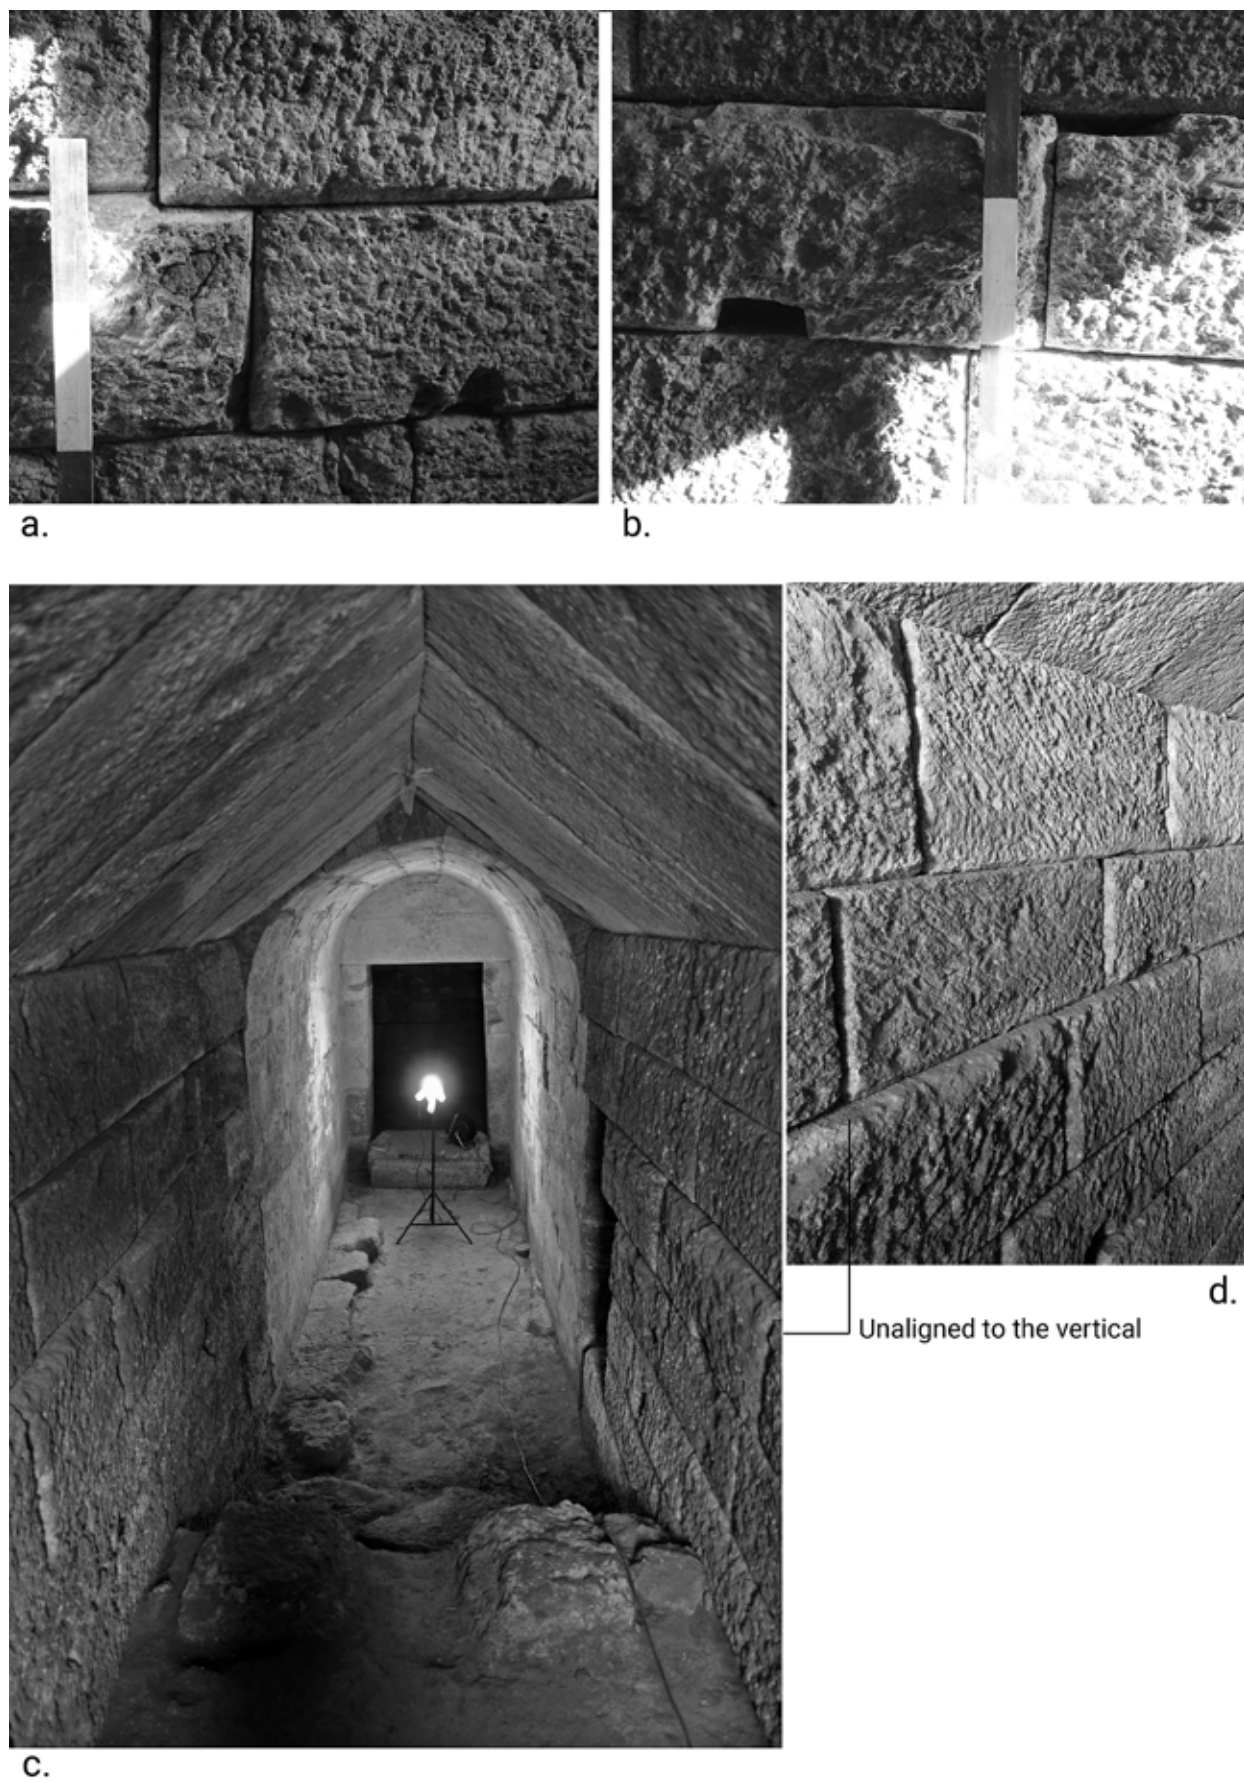 a.
b.
d.
Unaligned to the vertical
c.